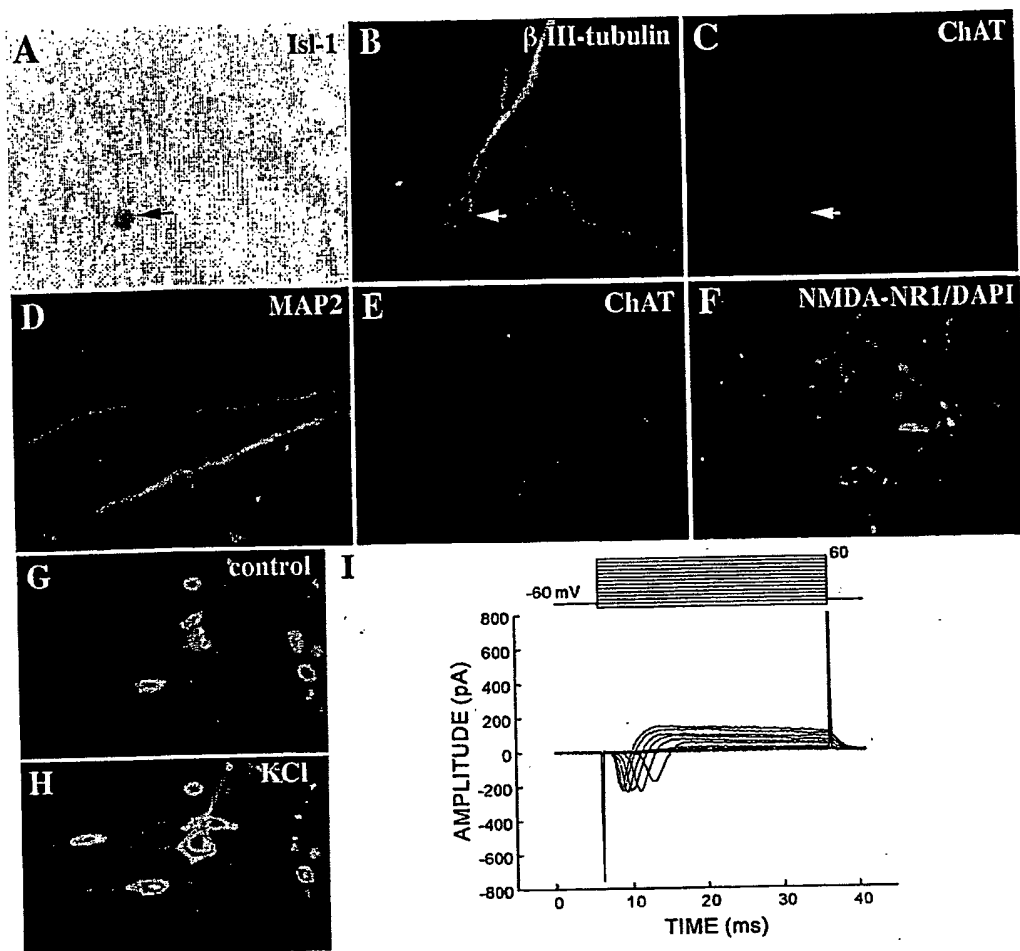 A Isl-1
B β III-tubulin
C ChAT
D MAP2
E ChAT
F NMDA-NR1/DAPI
G control
H KCl
I
60
-60 mV
800
600
400
200
0
-200
-400
-600
-800
AMPLITUDE (pA)
0 10 20 30 40
TIME (ms)